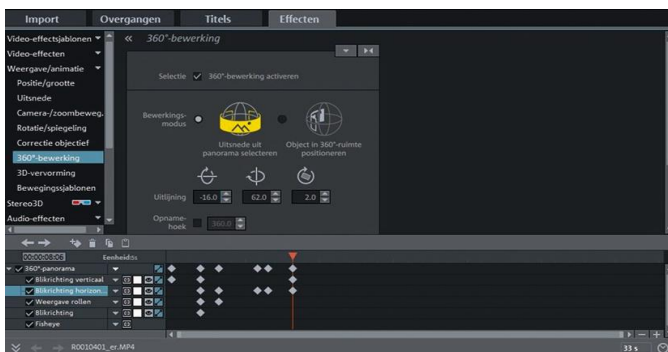 Import Overgangen Titels Effecten
Video-effectsjablonen
Video-effecten
Weergave/animatie
Positie/grootte
Uitsnede
Camera-/zoombeweg.
Rotatie/spiegeling
Correctie objectief
360°-bewerking
3D-vervorming
Bewegingssjablonen
Stereo3D
Audio-effecten
« 360°-bewerking
Selectie 360°-bewerking activeren
Bewerkings-
modus
Uitsnede uit
panorama selecteren
Object in 360°-ruimte
positioneren
Uitlijning -16.0 62.0 2.0
Opname-
hoek 360.0
Eenheid:s
360°-panorama
Blikrichting verticaal
Blikrichting horizon...
Weergave rollen
Blikrichting
Fisheye
R0010401_er.MP4
33 s